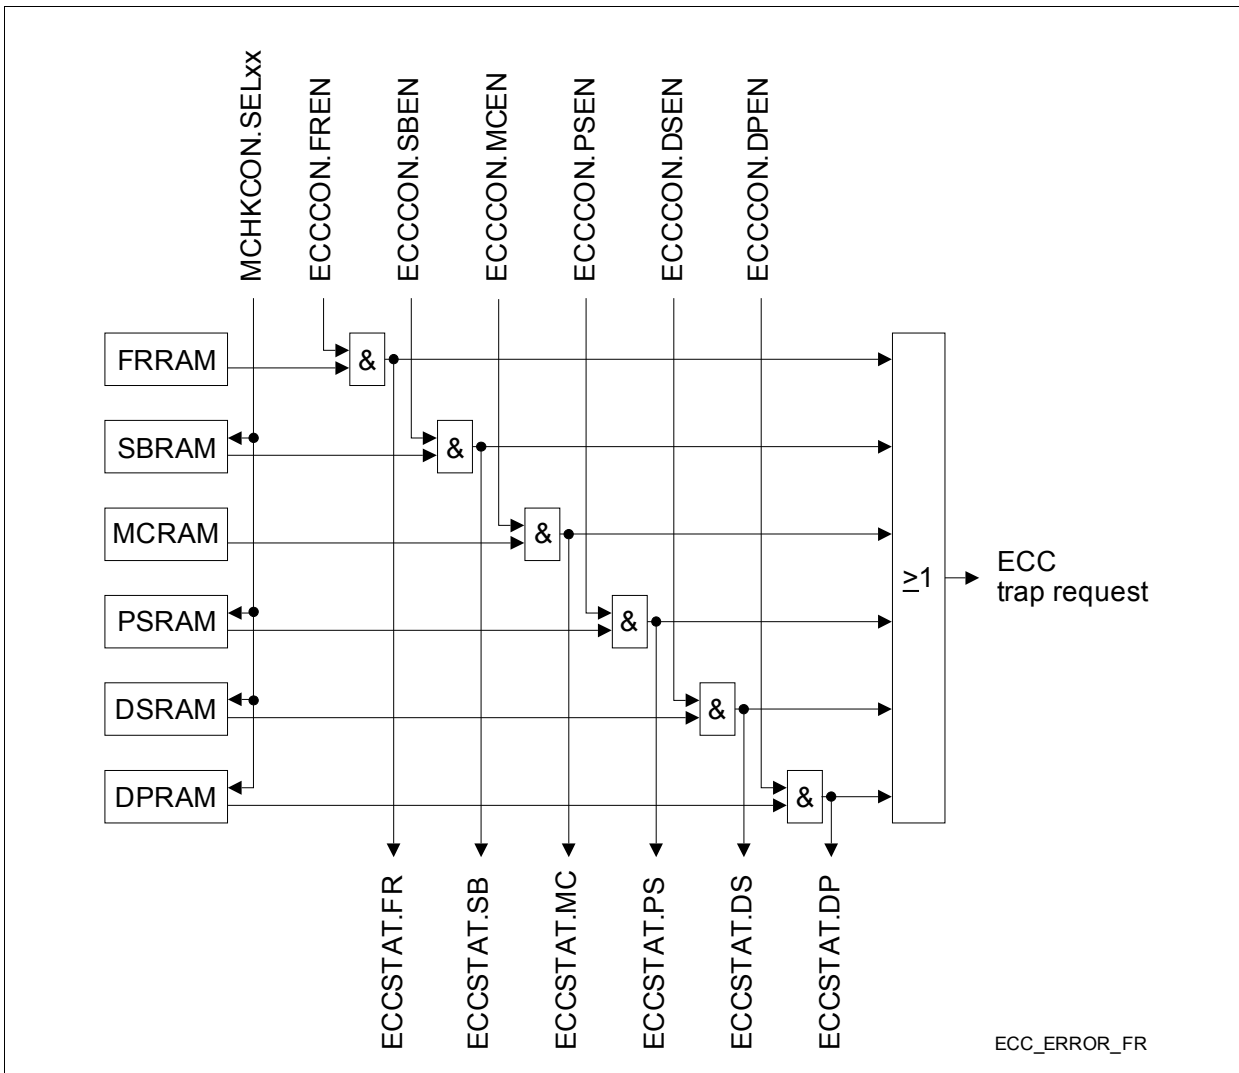 MCHKCON.SELxx
ECCCON.FREN
ECCCON.SBEN
ECCCON.MCEN
ECCCON.PSEN
ECCCON.DSEN
ECCCON.DPEN
FRRAM
&
SBRAM
&
MCRAM
&
PSRAM
&
DSRAM
&
DPRAM
&
≥1
ECC
trap request
ECCSTAT.FR
ECCSTAT.SB
ECCSTAT.MC
ECCSTAT.PS
ECCSTAT.DS
ECCSTAT.DP
ECC_ERROR_FR